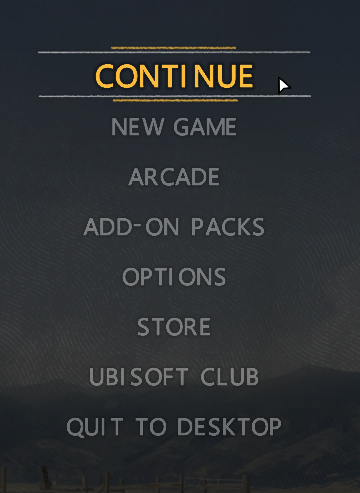 CONTINUE
NEW GAME
ARCADE
ADD-ON PACKS
OPTIONS
STORE
UBISOFT CLUB
QUIT TO DESKTOP